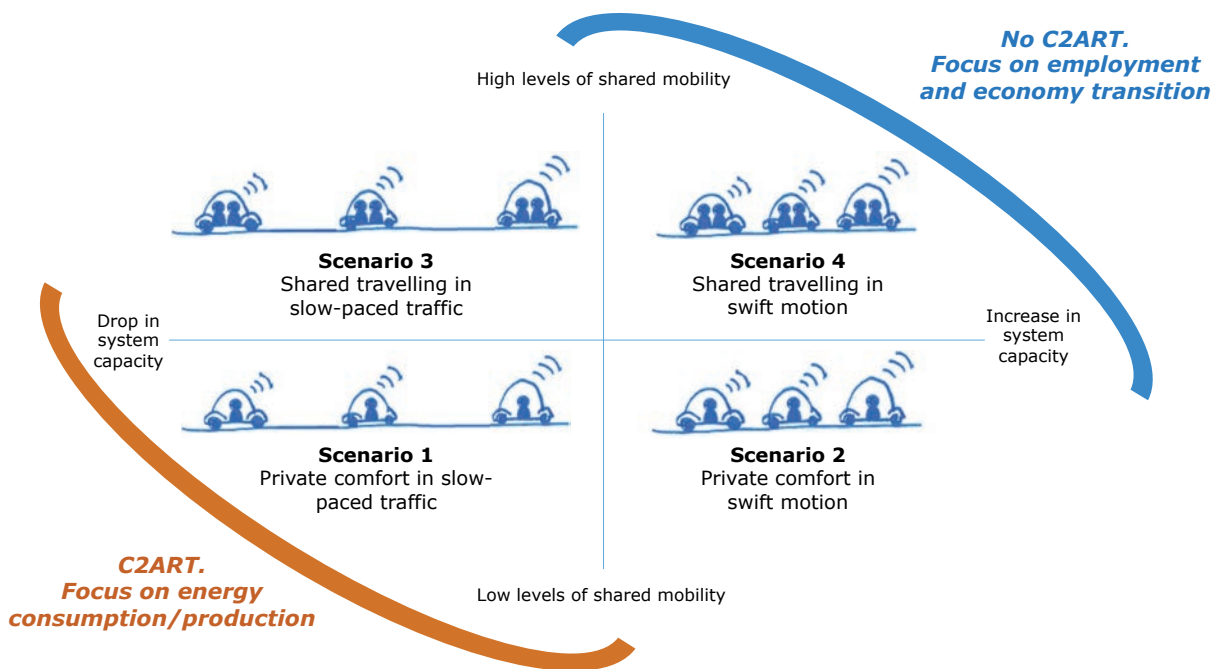 No C2ART.
Focus on employment
and economy transition
High levels of shared mobility
Scenario 3
Shared travelling in
slow-paced traffic
Scenario 4
Shared travelling in
swift motion
Drop in
system
capacity
Increase in
system
capacity
Scenario 1
Private comfort in slow-
paced traffic
Scenario 2
Private comfort in
swift motion
C2ART.
Focus on energy
consumption/production
Low levels of shared mobility